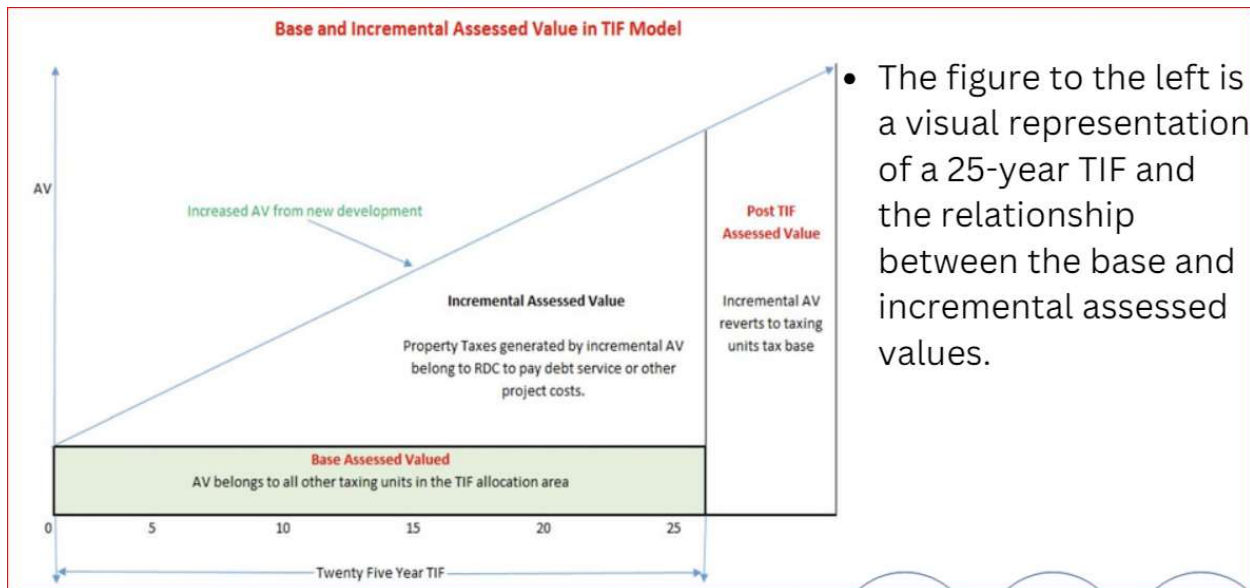 Base and Incremental Assessed Value in TIF Model
AV
Increased AV from new development
Incremental Assessed Value
Property Taxes generated by incremental AV
belong to RDC to pay debt service or other
project costs.
Post TIF
Assessed Value
Incremental AV
reverts to taxing
units tax base
Base Assessed Valued
AV belongs to all other taxing units in the TIF allocation area
0 5 10 15 20 25
Twenty Five Year TIF
• The figure to the left is
a visual representation
of a 25-year TIF and
the relationship
between the base and
incremental assessed
values.